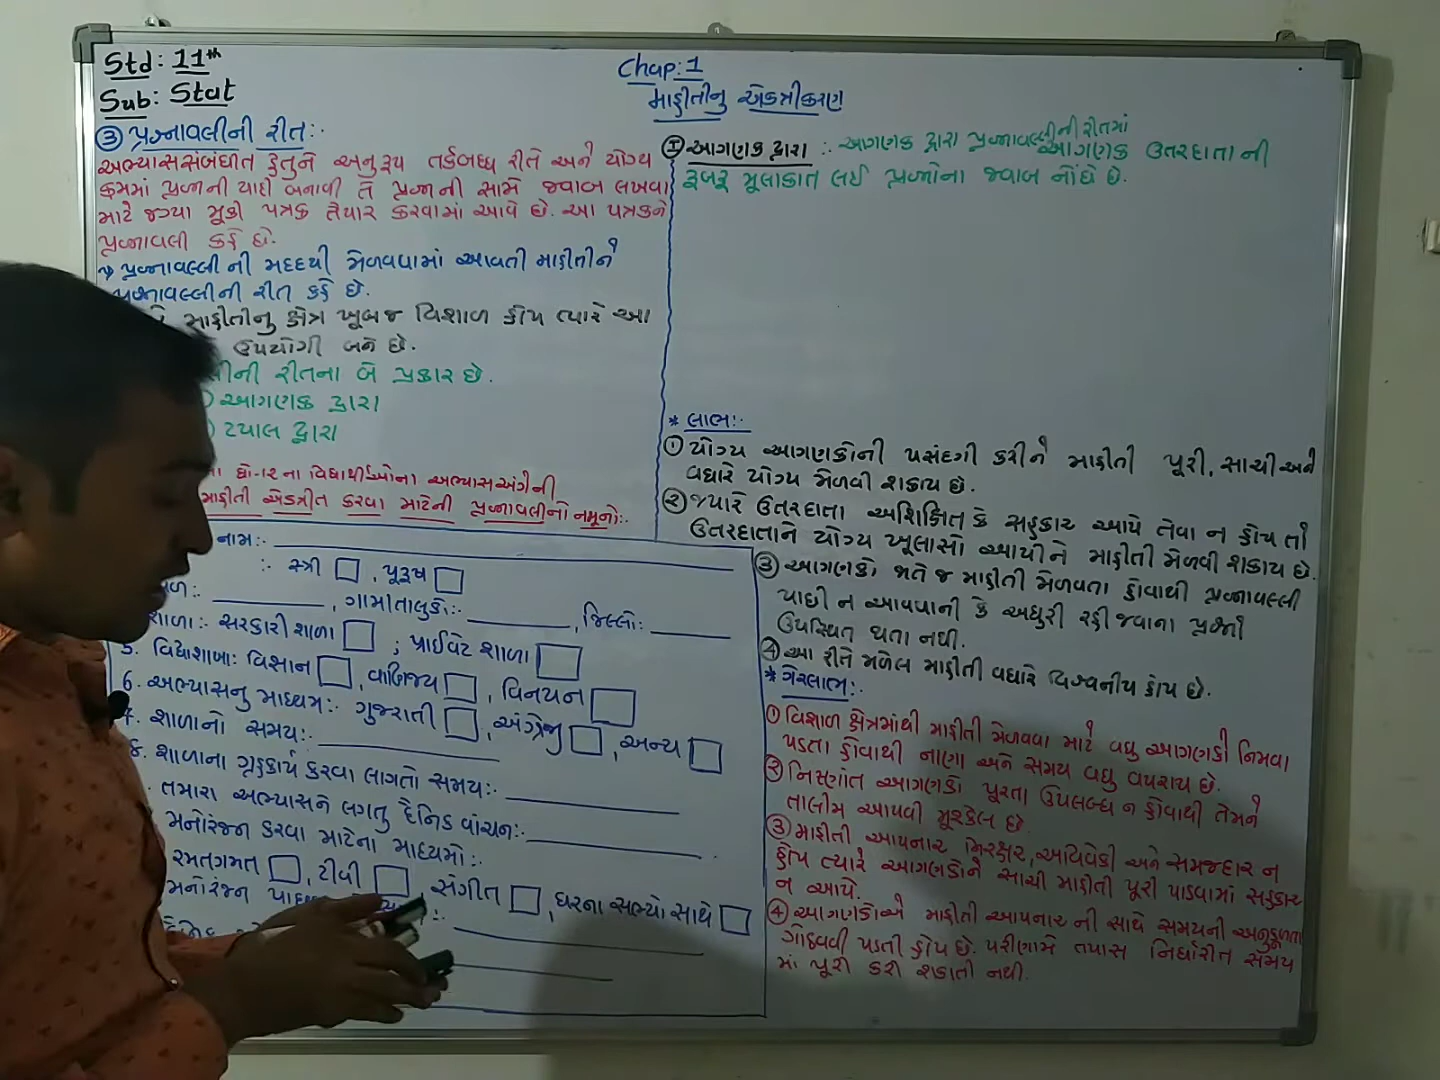 Std: 11th
Sub: Stat
Chap: 1
માહીતીનુ એકત્રીકરણ
③ પ્રશ્નાવલીની રીત:-
અભ્યાસસંબંધીત હેતુને અનુરૂપ તર્કબધ્ધ રીતે અને યોગ્ય
ક્રમમાં પ્રશ્નની યાદી બનાવી તે પ્રશ્નની સામે જવાબ લખવા
માટે જગ્યા મૂકી પત્રક તૈયાર કરવામાં આવે છે. આ પત્રકને
પ્રશ્નાવલી કહે છે.
→ પ્રશ્નાવલ્લી ની મદદથી મેળવવામાં આવતી માહીતીને
પ્રશ્નાવલ્લીની રીત કહે છે.
માહીતીનુ ક્ષેત્ર ખૂબજ વિશાળ હોય ત્યારે આ
ઉપયોગી બને છે.
લીની રીતના બે પ્રકાર છે.
આગણક દ્વારા
ટપાલ દ્વારા
ના ધો-૧૨ ના વિદ્યાર્થીઓના અભ્યાસઅંગેની
માહીતી એકત્રીત કરવા માટેની પ્રશ્નાવલીનો નમૂનો:-
નામ:-
:- સ્ત્રી □, પૂરૂષ □
ળ:- , ગામ/તાલુકો:- , જિલ્લો:-
શાળા:- સરકારી શાળા □ ; પ્રાઈવેટ શાળા □
5. વિદ્યાશાખા: વિજ્ઞાન □, વાણિજ્ય □, વિનયન □
6. અભ્યાસનુ માધ્યમ:- ગુજરાતી □, અંગ્રેજી □, અન્ય □
7. શાળાનો સમય:-
8. શાળાના ગૃહકાર્ય કરવા લાગતો સમય:-
તમારા અભ્યાસને લગતુ દૈનિક વાંચન:-
મનોરંજન કરવા માટેના માધ્યમો:-
રમતગમત □, ટીવી □, સંગીત □, ઘરના સભ્યો સાથે □
મનોરંજન પાછળ
Ⓘ આગણક દ્વારા :- આગણક દ્વારા પ્રશ્નાવલ્લીની રીતમાં
આગણક ઉતરદાતા ની
રૂબરૂ મૂલાકાત લઈ પ્રશ્નોના જવાબ નોંધે છે.
* લાભ:-
① યોગ્ય આગણકોની પસંદગી કરીને માહીતી પૂરી, સાચી અને
વધારે યોગ્ય મેળવી શકાય છે.
② જ્યારે ઉતરદાતા અશિક્ષિત કે સહકાર આપે તેવા ન હોય તો
ઉતરદાતાને યોગ્ય ખૂલાસો આપીને માહીતી મેળવી શકાય છે.
③ આગણકો જાતે જ માહીતી મેળવતા હોવાથી પ્રશ્નાવલ્લી
પાછી ન આપવાની કે અધુરી રહી જવાના પ્રશ્નો
ઉપસ્થિત થતા નથી.
④ આ રીતે મળેલ માહીતી વધારે વિશ્વનીય હોય છે.
* ગેરલાભ:-
① વિશાળ ક્ષેત્રમાંથી માહીતી મેળવવા માટે વધુ આગણકો નિમવા
પડતા હોવાથી નાણા અને સમય વધુ વપરાય છે.
② નિષ્ણાંત આગણકો પૂરતા ઉપલબ્ધ ન હોવાથી તેમને
તાલીમ આપવી મૂશ્કેલ છે.
③ માહીતી આપનાર નિરક્ષર, અવિવેકી અને સમજદાર ન
હોય ત્યારે આગણકોને સાચી માહીતી પૂરી પાડવામાં સહકાર
ન આપે.
④ આગણકોએ માહીતી આપનાર ની સાથે સમયની અનુકૂળતા
ગોઠવવી પડતી હોય છે. પરીણામે તપાસ નિર્ધારીત સમય
માં પૂરી કરી શકાતી નથી.